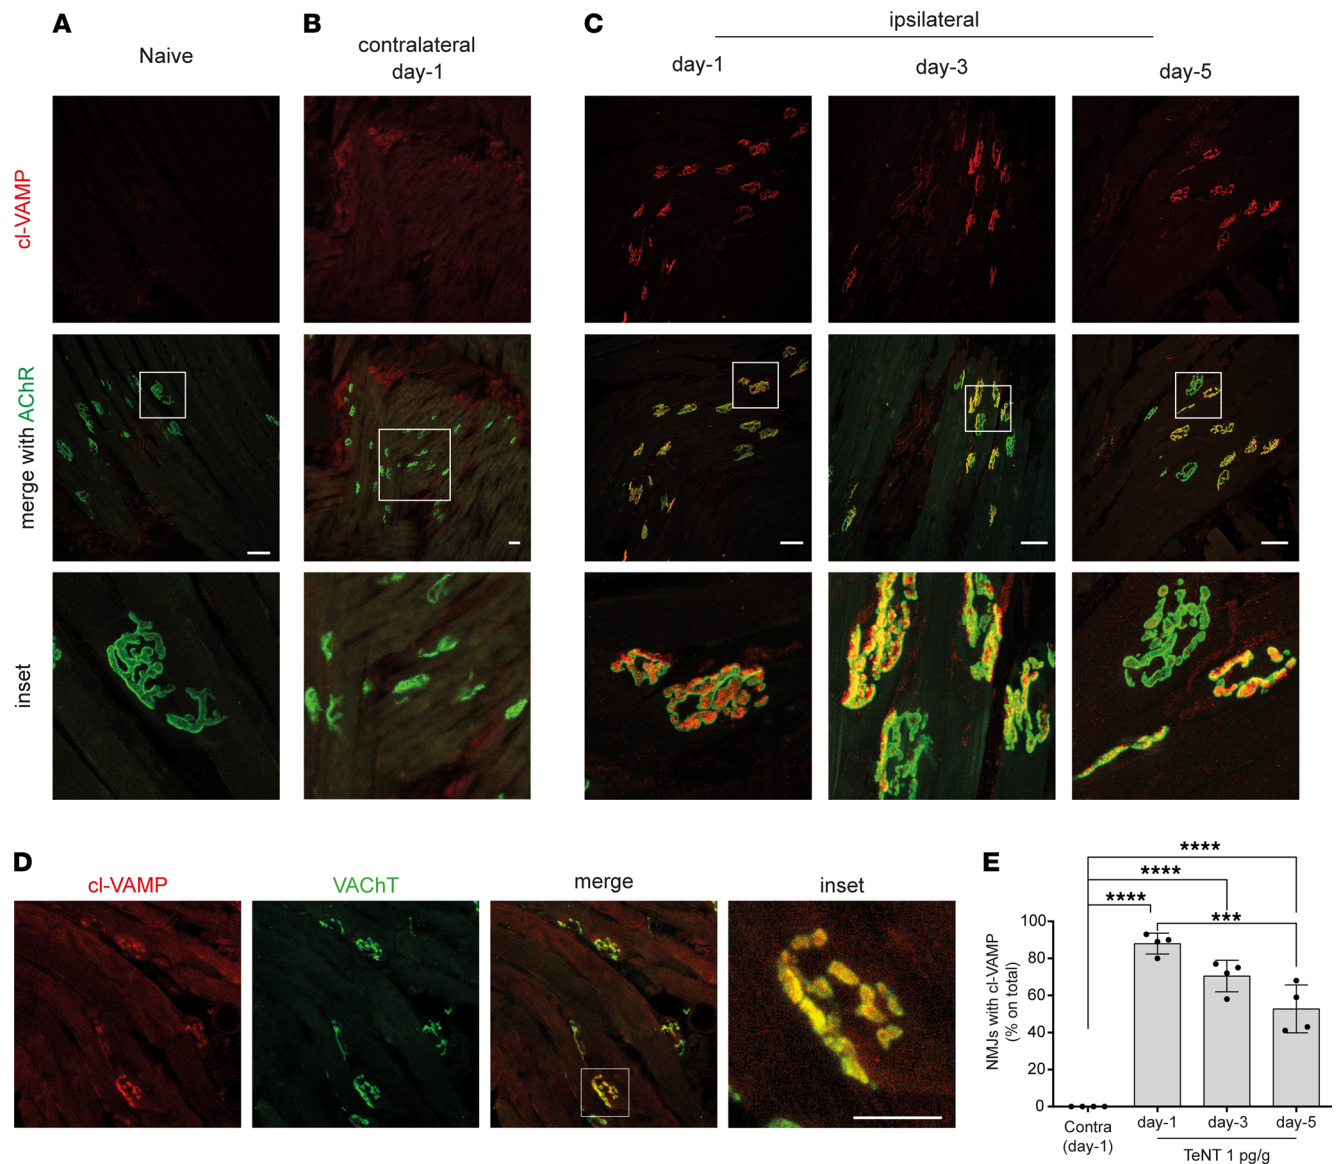 A
Naive
B
contralateral
day-1
C
ipsilateral
day-1
day-3
day-5
cl-VAMP
merge with AChR
inset
D
cl-VAMP
VAChT
merge
inset
E
****
****
****
***
NMJs with cl-VAMP
(% on total)
100
80
60
40
20
0
Contra
(day-1)
day-1
day-3
day-5
TeNT 1 pg/g